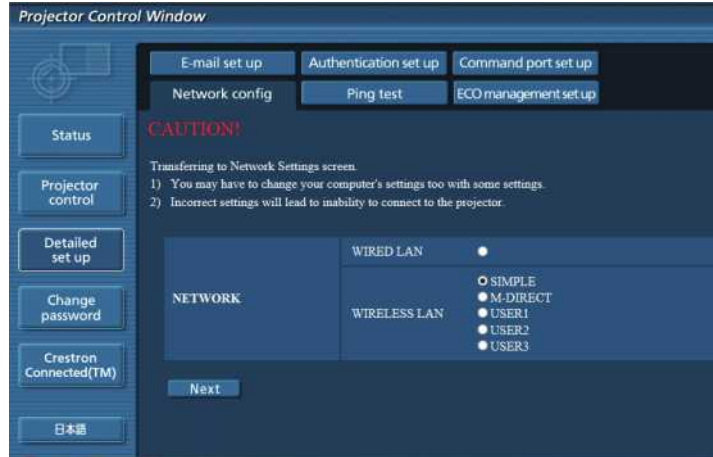 Projector Control Window
E-mail set up
Authentication set up
Command port set up
Network config
Ping test
ECO management set up
Status
Projector
control
Detailed
set up
Change
password
Crestron
Connected(TM)
日本語
CAUTION!
Transferring to Network Settings screen.
1) You may have to change your computer's settings too with some settings.
2) Incorrect settings will lead to inability to connect to the projector.
NETWORK
WIRED LAN
WIRELESS LAN
SIMPLE
M-DIRECT
USER1
USER2
USER3
Next